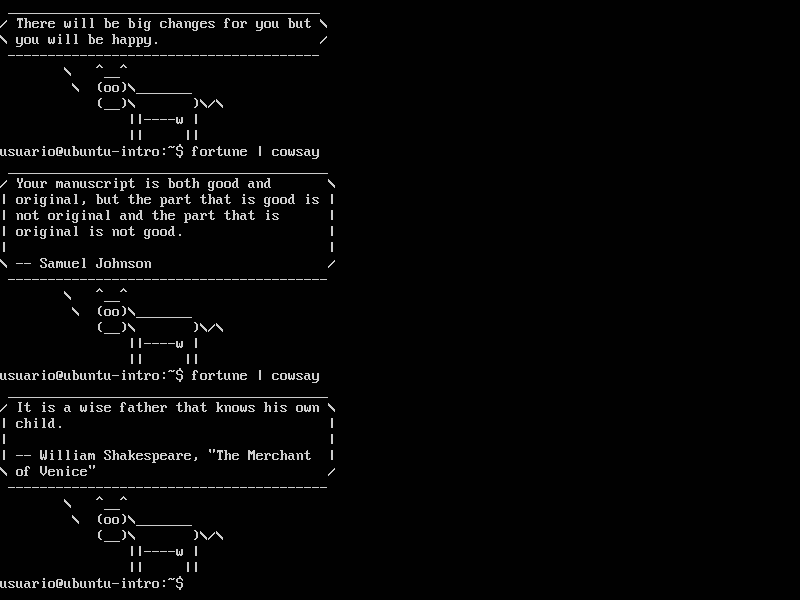 _______________________________________
/ There will be big changes for you but \
\ you will be happy.                    /
 ---------------------------------------
        \   ^__^
         \  (oo)\_______
            (__)\       )\/\
                ||----w |
                ||     ||
usuario@ubuntu-intro:~$ fortune | cowsay
 ________________________________________
/ Your manuscript is both good and       \
| original, but the part that is good is |
| not original and the part that is      |
| original is not good.                  |
|                                        |
\ -- Samuel Johnson                      /
 ----------------------------------------
        \   ^__^
         \  (oo)\_______
            (__)\       )\/\
                ||----w |
                ||     ||
usuario@ubuntu-intro:~$ fortune | cowsay
 ________________________________________
/ It is a wise father that knows his own \
| child.                                 |
|                                        |
| -- William Shakespeare, "The Merchant  |
\ of Venice"                             /
 ----------------------------------------
        \   ^__^
         \  (oo)\_______
            (__)\       )\/\
                ||----w |
                ||     ||
usuario@ubuntu-intro:~$